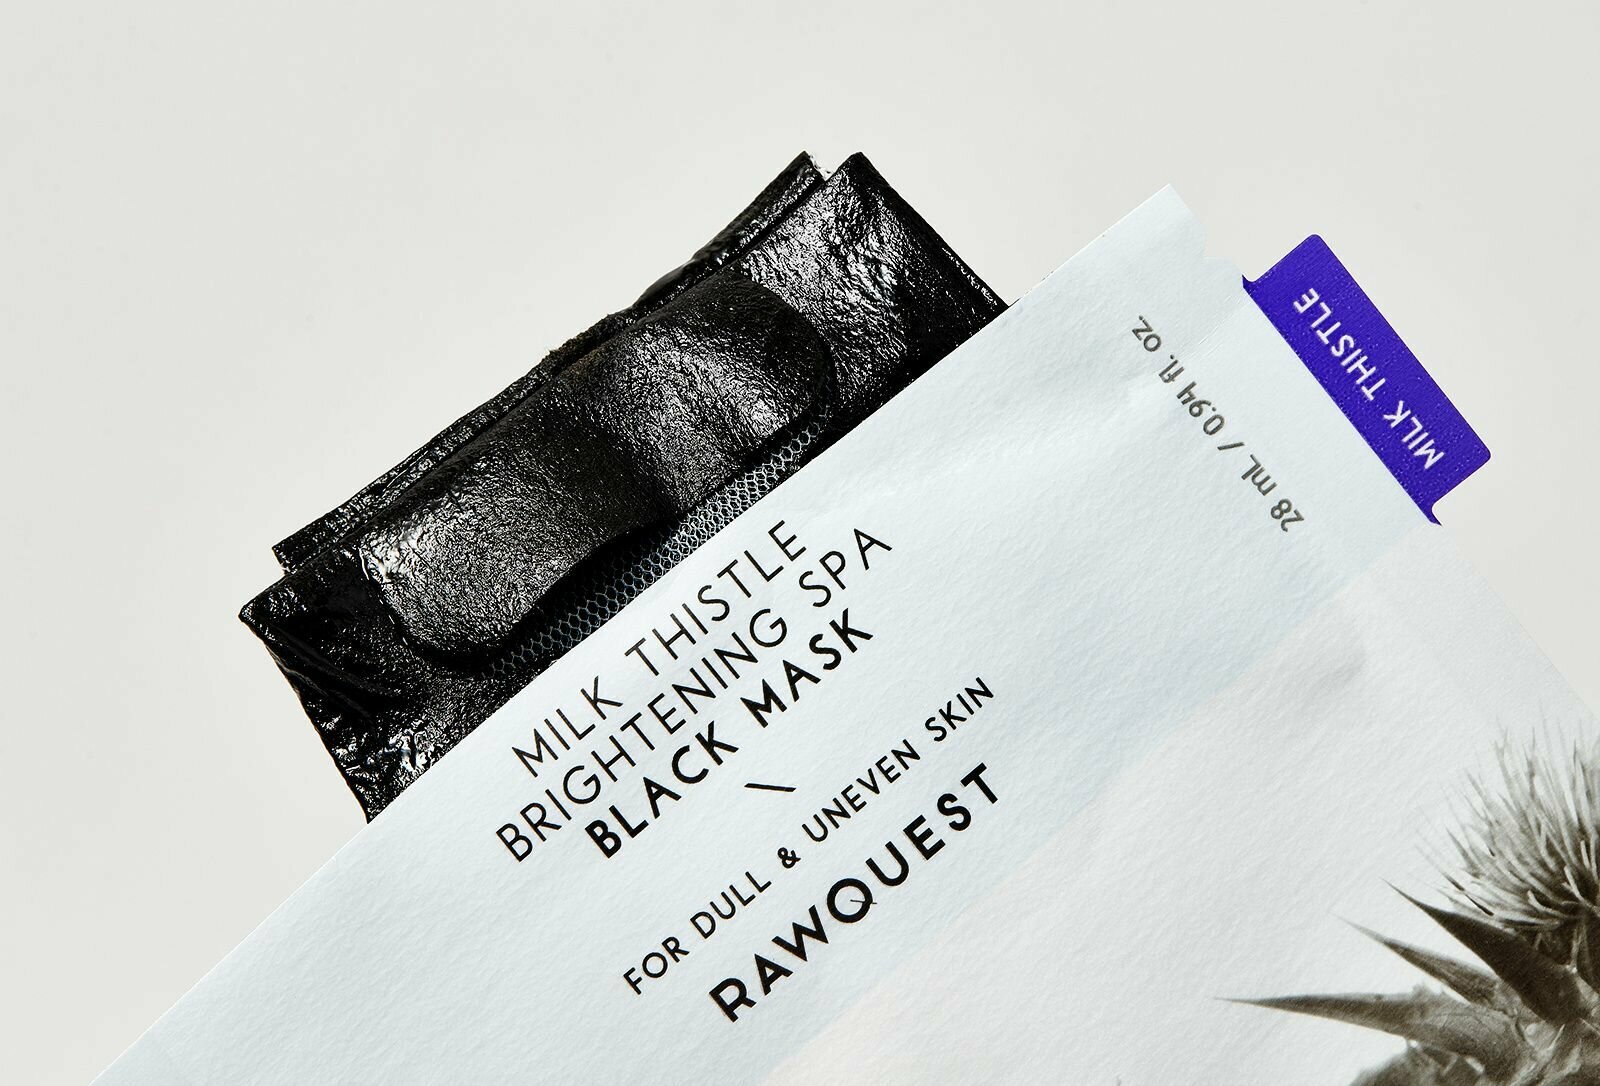 MILK THISTLE
28 mL / 0.94 fl. oz.
MILK THISTLE
BRIGHTENING SPA
BLACK MASK
FOR DULL & UNEVEN SKIN
RAWQUEST